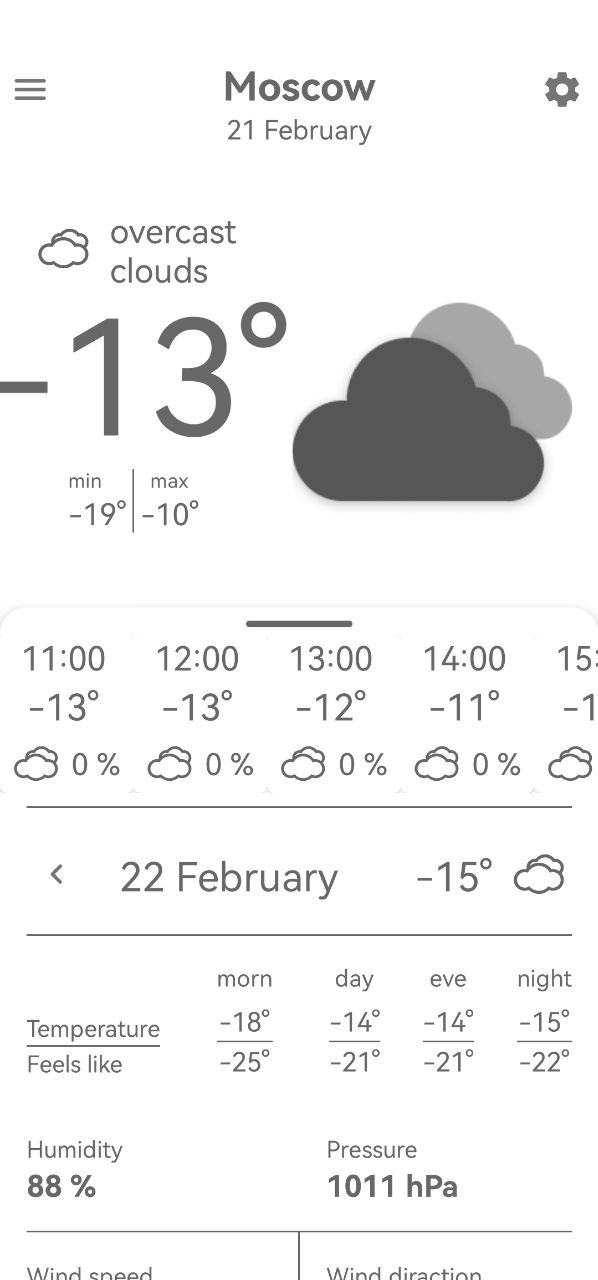 Moscow
21 February
overcast
clouds
-13°
min max
-19° -10°
11:00 12:00 13:00 14:00 15:
-13° -13° -12° -11° -1
0 % 0 % 0 % 0 %
22 February -15°
morn day eve night
Temperature -18° -14° -14° -15°
Feels like -25° -21° -21° -22°
Humidity Pressure
88 % 1011 hPa
Wind speed Wind diraction